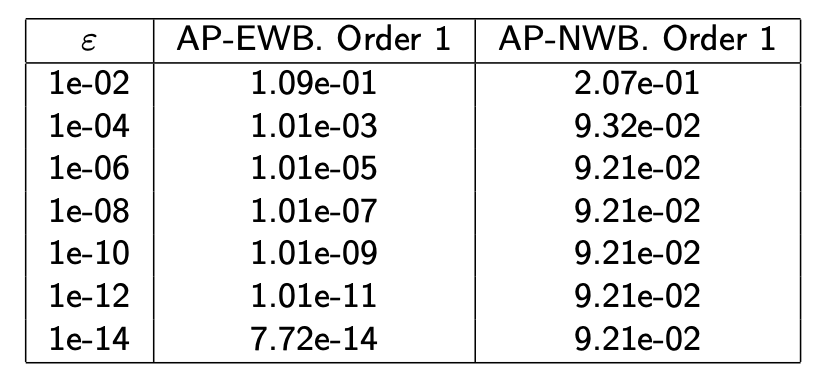 ε AP-EWB. Order 1 AP-NWB. Order 1
1e-02 1.09e-01 2.07e-01
1e-04 1.01e-03 9.32e-02
1e-06 1.01e-05 9.21e-02
1e-08 1.01e-07 9.21e-02
1e-10 1.01e-09 9.21e-02
1e-12 1.01e-11 9.21e-02
1e-14 7.72e-14 9.21e-02